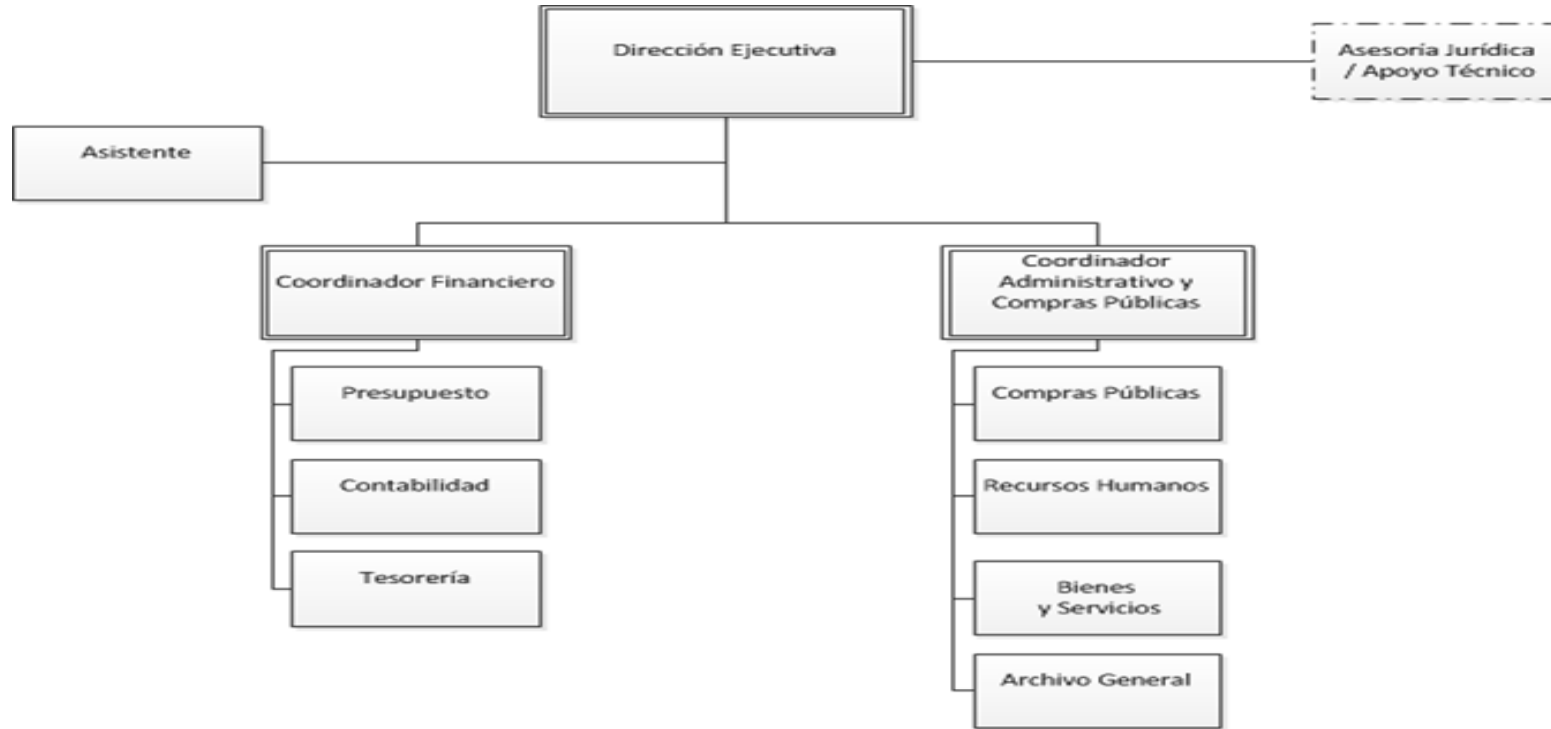 Dirección Ejecutiva
Asesoría Jurídica
/ Apoyo Técnico
Asistente
Coordinador Financiero
Coordinador
Administrativo y
Compras Públicas
Presupuesto
Contabilidad
Tesorería
Compras Públicas
Recursos Humanos
Bienes
y Servicios
Archivo General